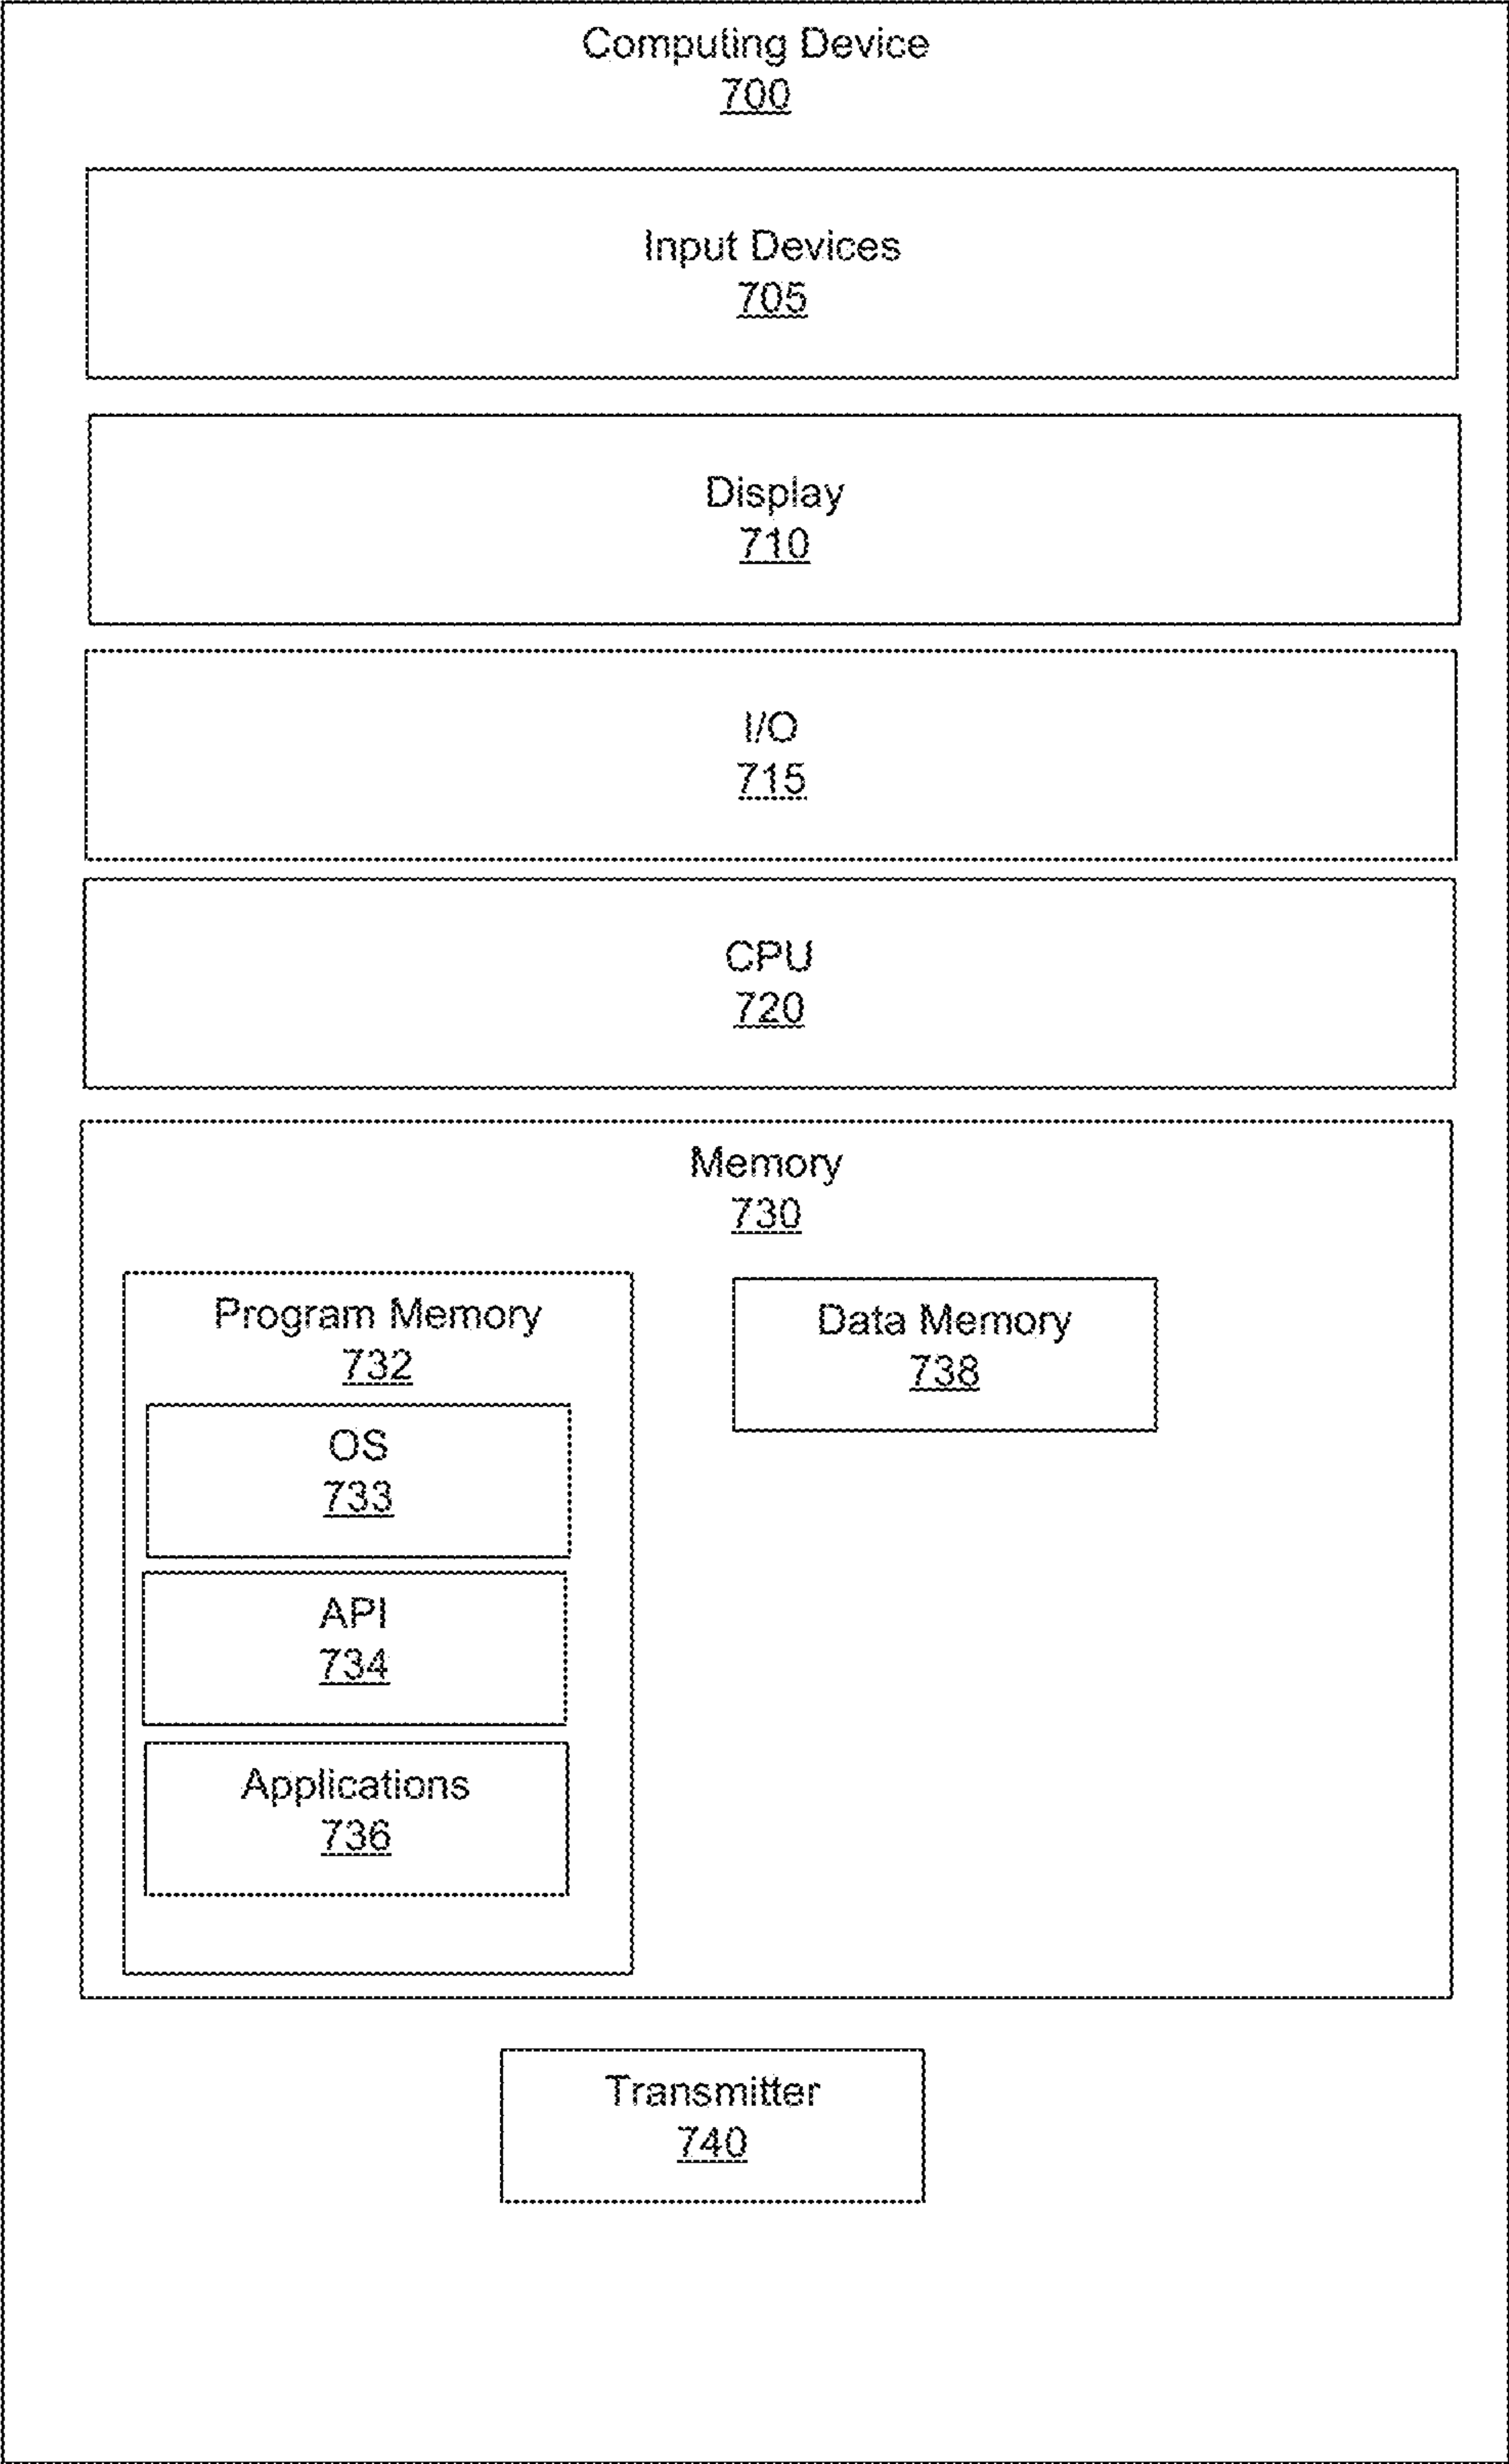 Computing Device
700
Input Devices
705
Display
710
I/O
715
CPU
720
Memory
730
Program Memory
732
OS
733
API
734
Applications
736
Data Memory
738
Transmitter
740